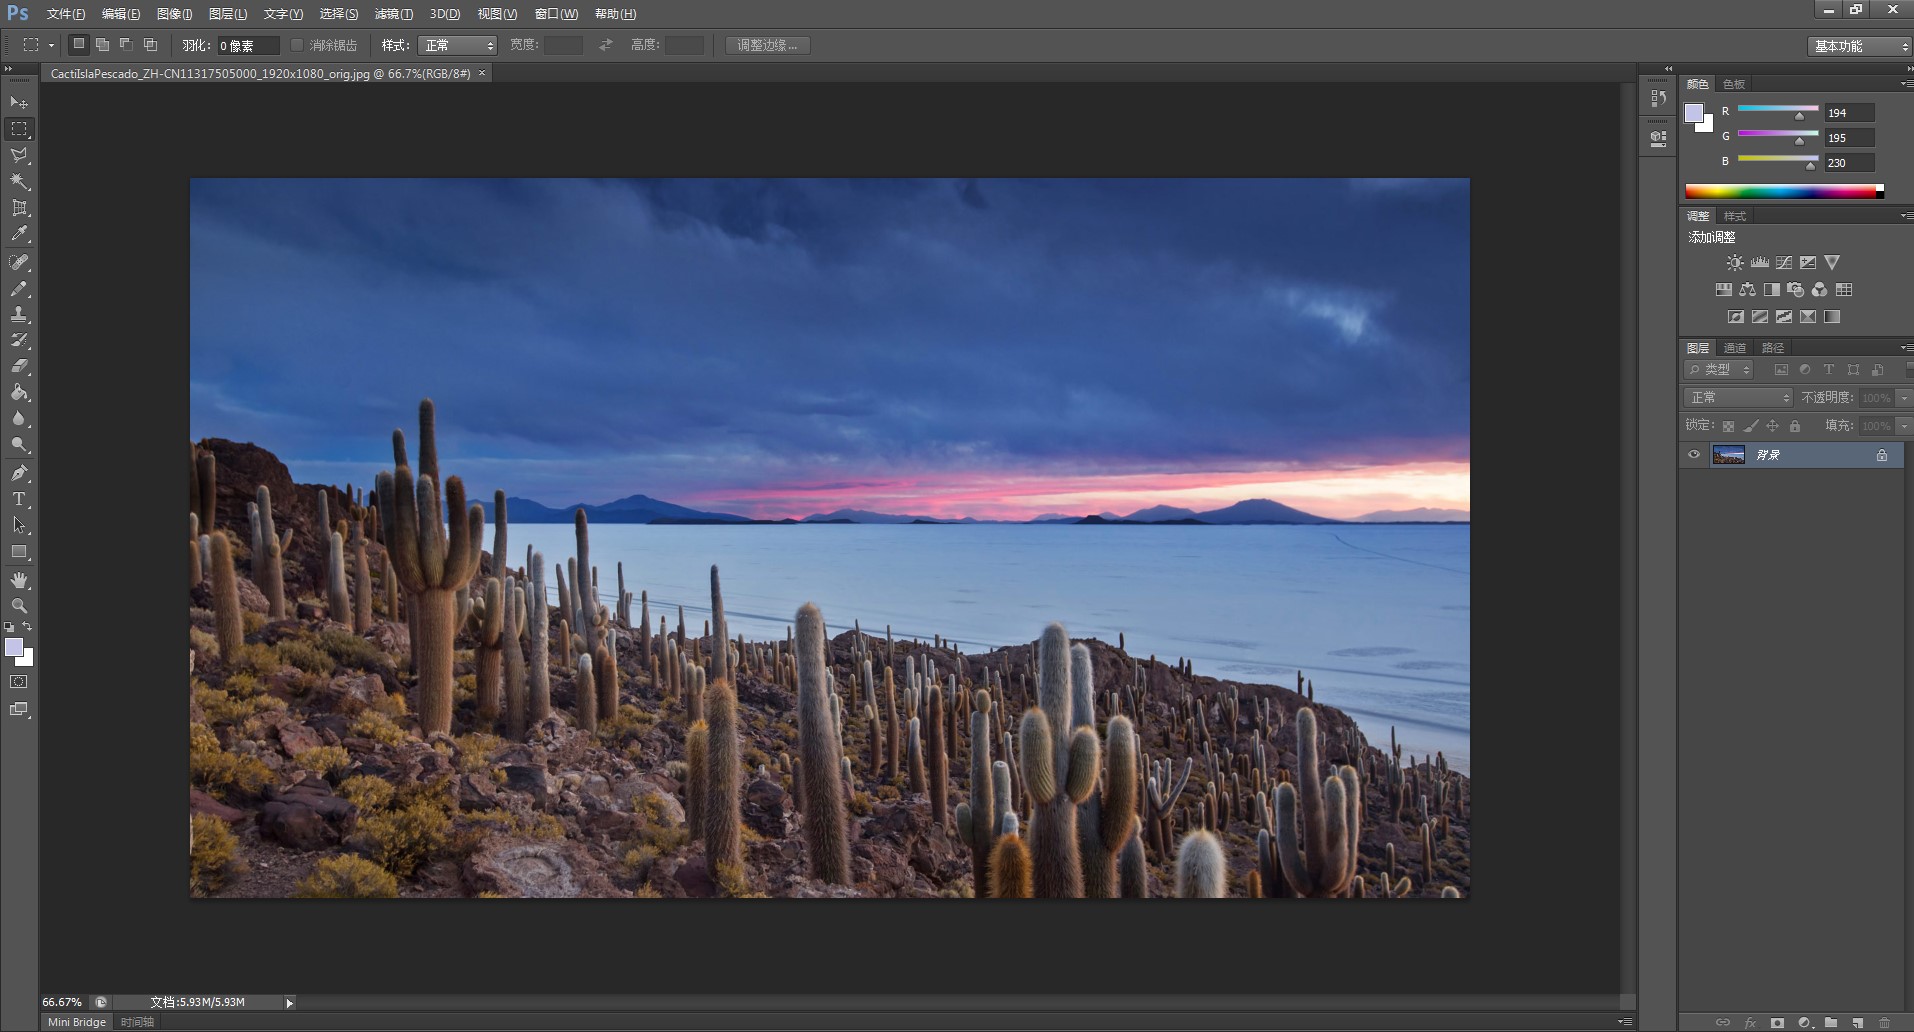 Ps 文件(F) 编辑(E) 图像(I) 图层(L) 文字(Y) 选择(S) 滤镜(T) 3D(D) 视图(V) 窗口(W) 帮助(H)
羽化: 0 像素 消除锯齿 样式: 正常 宽度: 高度: 调整边缘... 基本功能
CactiIslaPescado_ZH-CN11317505000_1920x1080_orig.jpg @ 66.7%(RGB/8#) ×
颜色 色板
R 194
G 195
B 230
调整 样式
添加调整
图层 通道 路径
类型
正常 不透明度: 100%
锁定: 填充: 100%
背景
66.67% 文档:5.93M/5.93M
Mini Bridge 时间轴